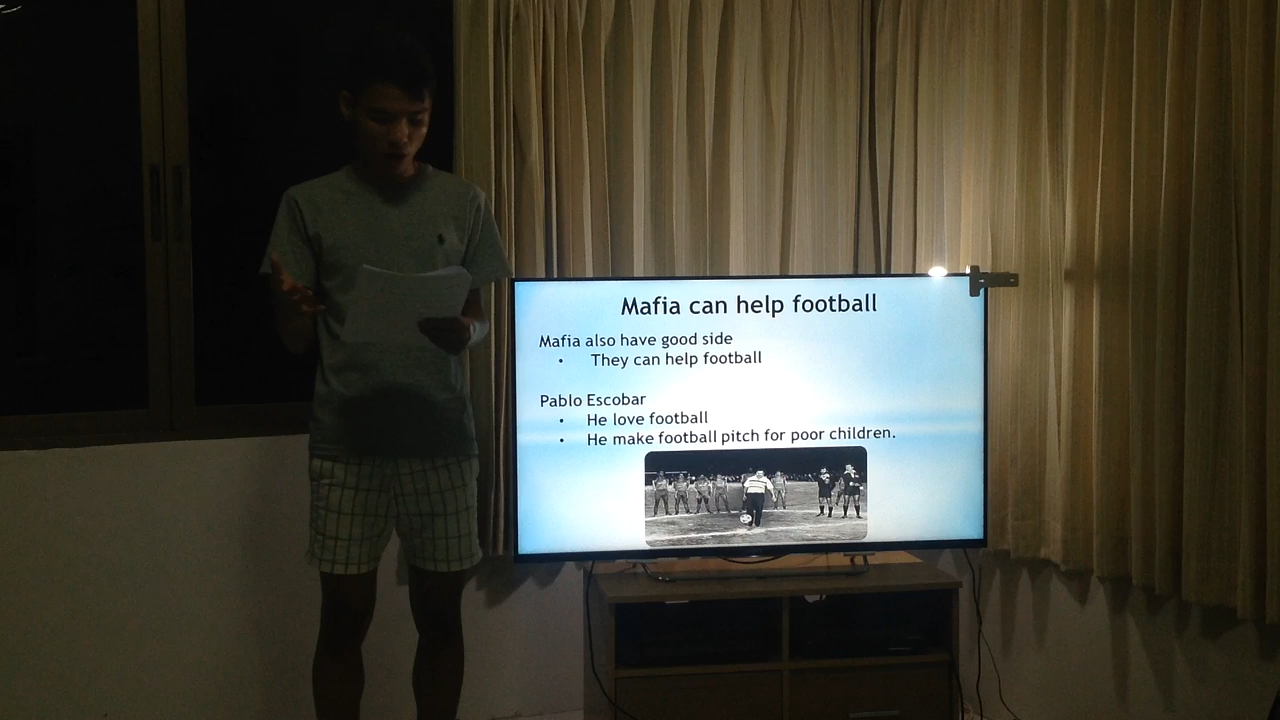 Mafia can help football
Mafia also have good side
• They can help football
Pablo Escobar
• He love football
• He make football pitch for poor children.